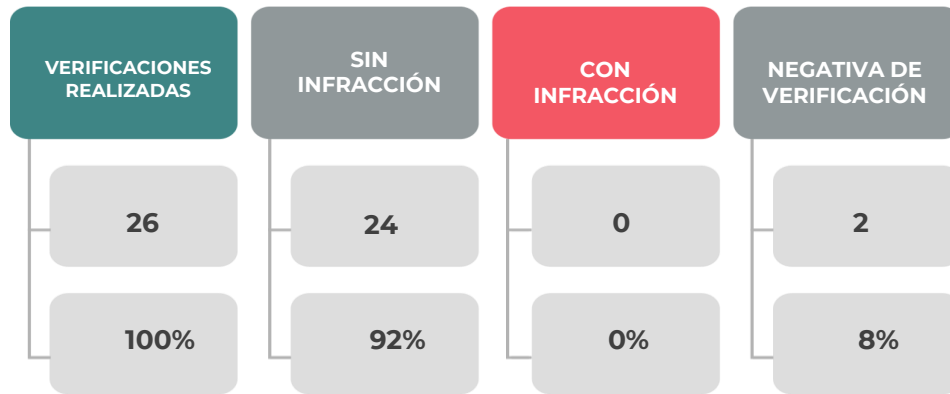 VERIFICACIONES
REALIZADAS
SIN
INFRACCIÓN
CON
INFRACCIÓN
NEGATIVA DE
VERIFICACIÓN
26
24
0
2
100%
92%
0%
8%